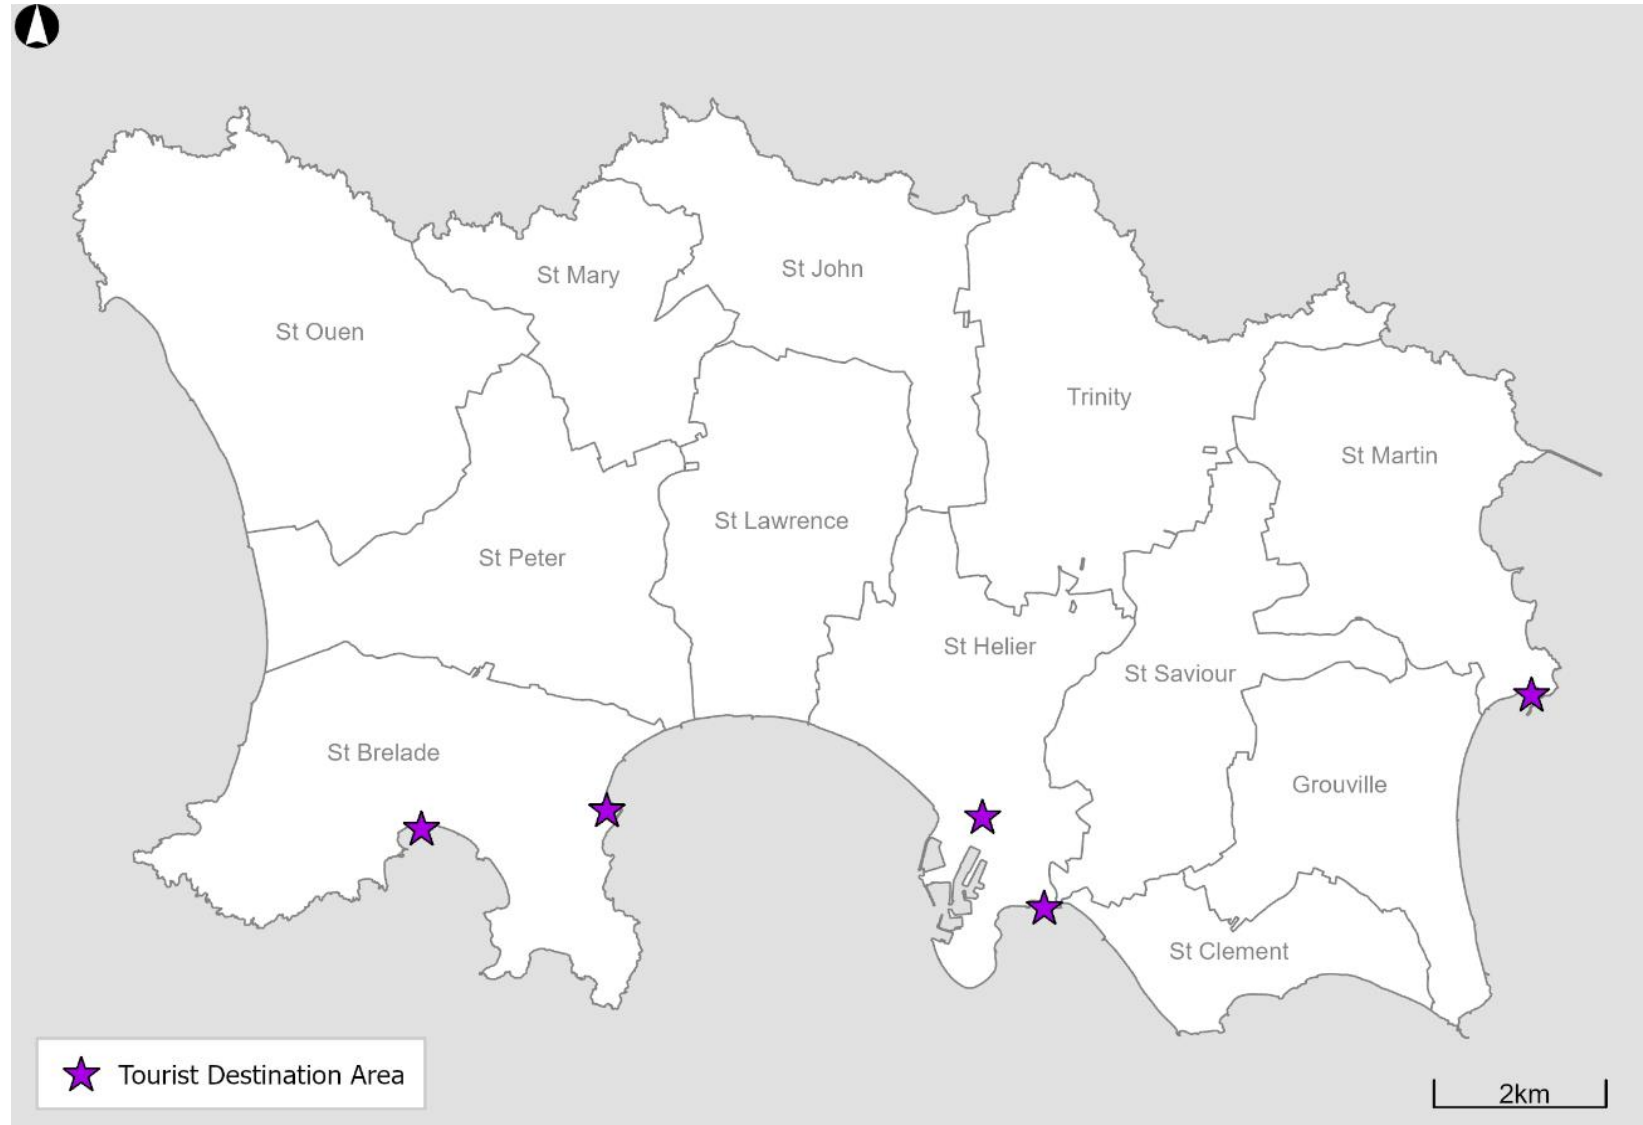 St Mary
St John
St Ouen
Trinity
St Martin
St Lawrence
St Peter
St Helier
St Saviour
St Brelade
Grouville
St Clement
Tourist Destination Area
2km